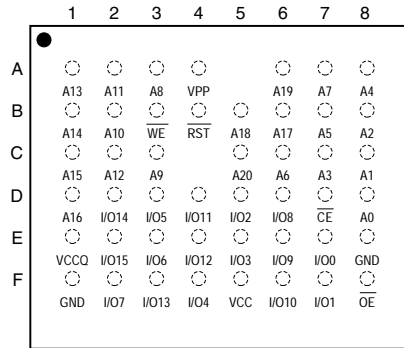 1 2 3 4 5 6 7 8
A
A13 A11 A8 VPP A19 A7 A4
B
A14 A10 WE RST A18 A17 A5 A2
C
A15 A12 A9 A20 A6 A3 A1
D
A16 I/O14 I/O5 I/O11 I/O2 I/O8 CE A0
E
VCCQ I/O15 I/O6 I/O12 I/O3 I/O9 I/O0 GND
F
GND I/O7 I/O13 I/O4 VCC I/O10 I/O1 OE